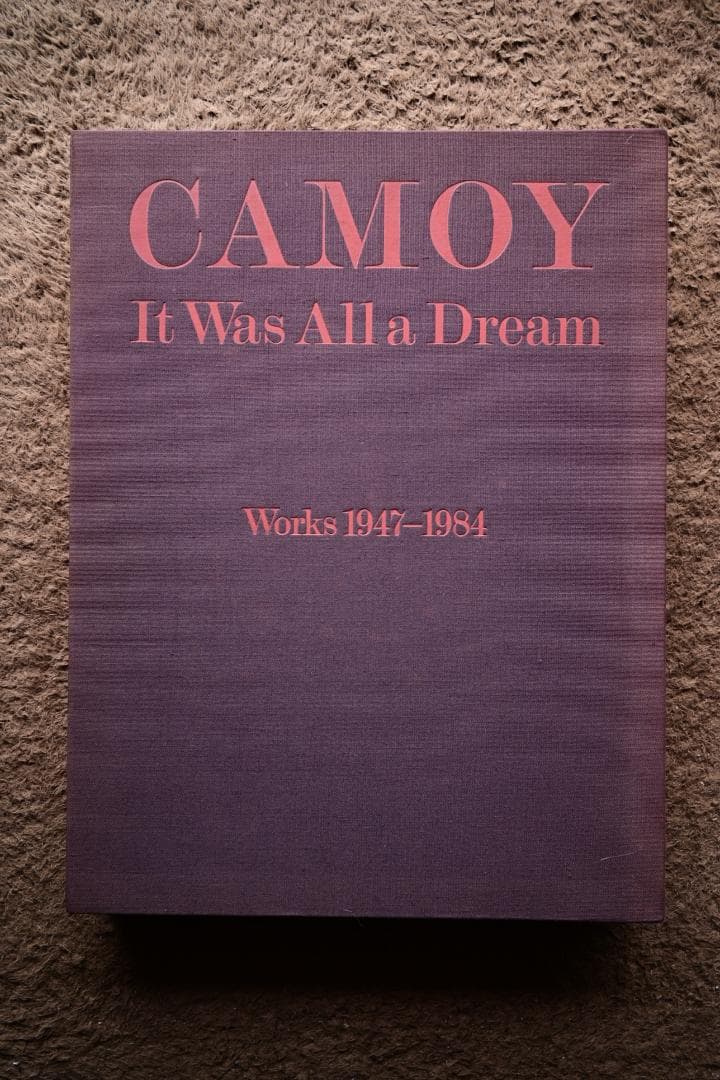 CAMOY
It Was All a Dream
Works 1947–1984